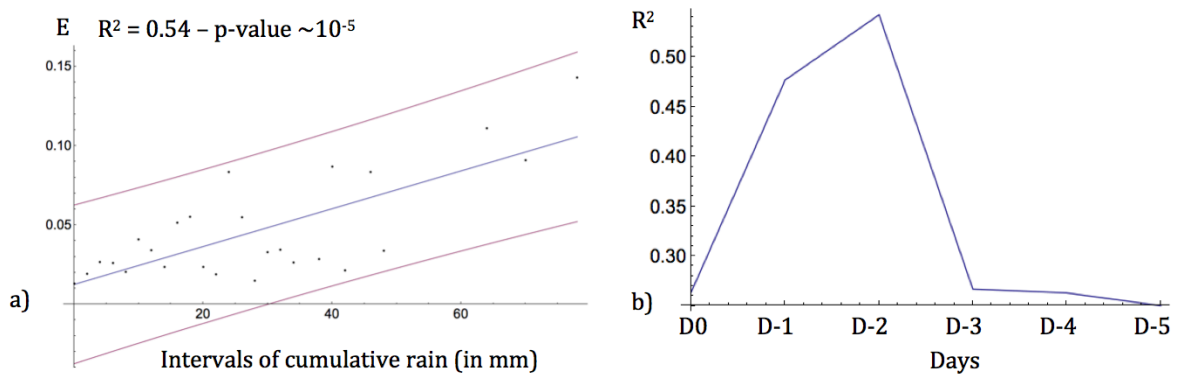 E R² = 0.54 – p-value ~10⁻⁵
0.15
0.10
0.05
20
40
60
a)
Intervals of cumulative rain (in mm)
R²
0.50
0.45
0.40
0.35
0.30
b)
D0 D-1 D-2 D-3 D-4 D-5
Days